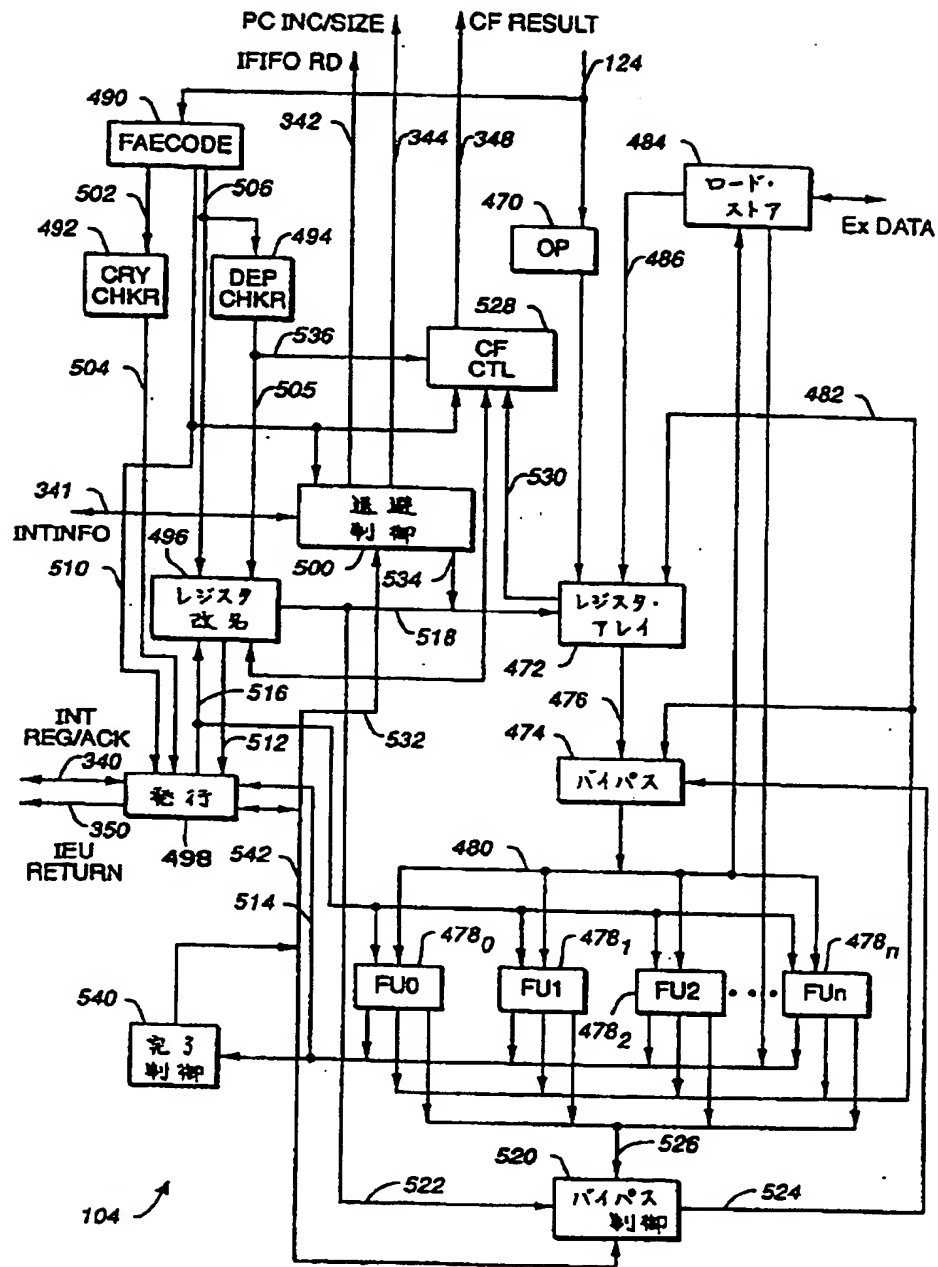 PC INC/SIZE
CF RESULT
IFIFO RD
124
490
FAECODE
342
344
348
484
ロード・
ストア
Ex DATA
502
506
470
OP
486
492
CRY
CHKR
494
DEP
CHKR
528
CF
CTL
536
504
505
482
341
INTINFO
530
退避
制御
500
534
510
496
レジスタ
改名
518
レジスタ・
アレイ
472
516
476
INT
REG/ACK
512
532
474
バイパス
340
発行
350
IEU
RETURN
498
542
480
514
478₀
478₁
478ₙ
FU0
FU1
FU2
FUn
478₂
540
完了
制御
526
520
522
バイパス
制御
524
104